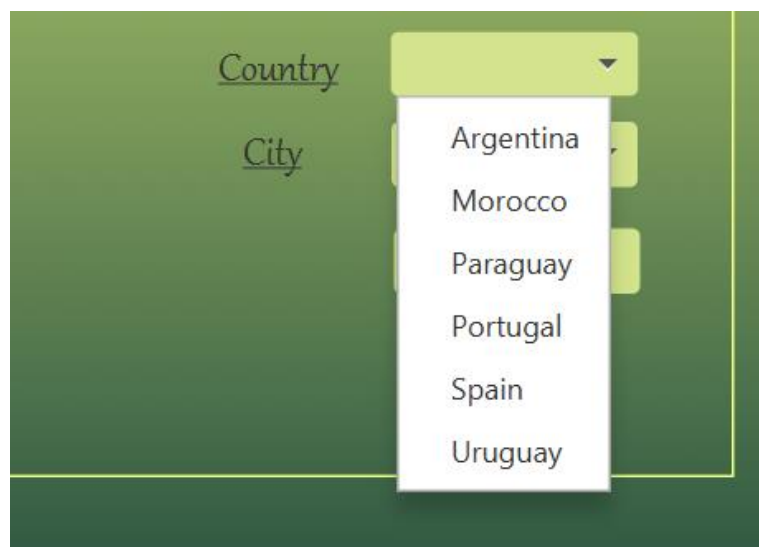 Country
City
Argentina
Morocco
Paraguay
Portugal
Spain
Uruguay